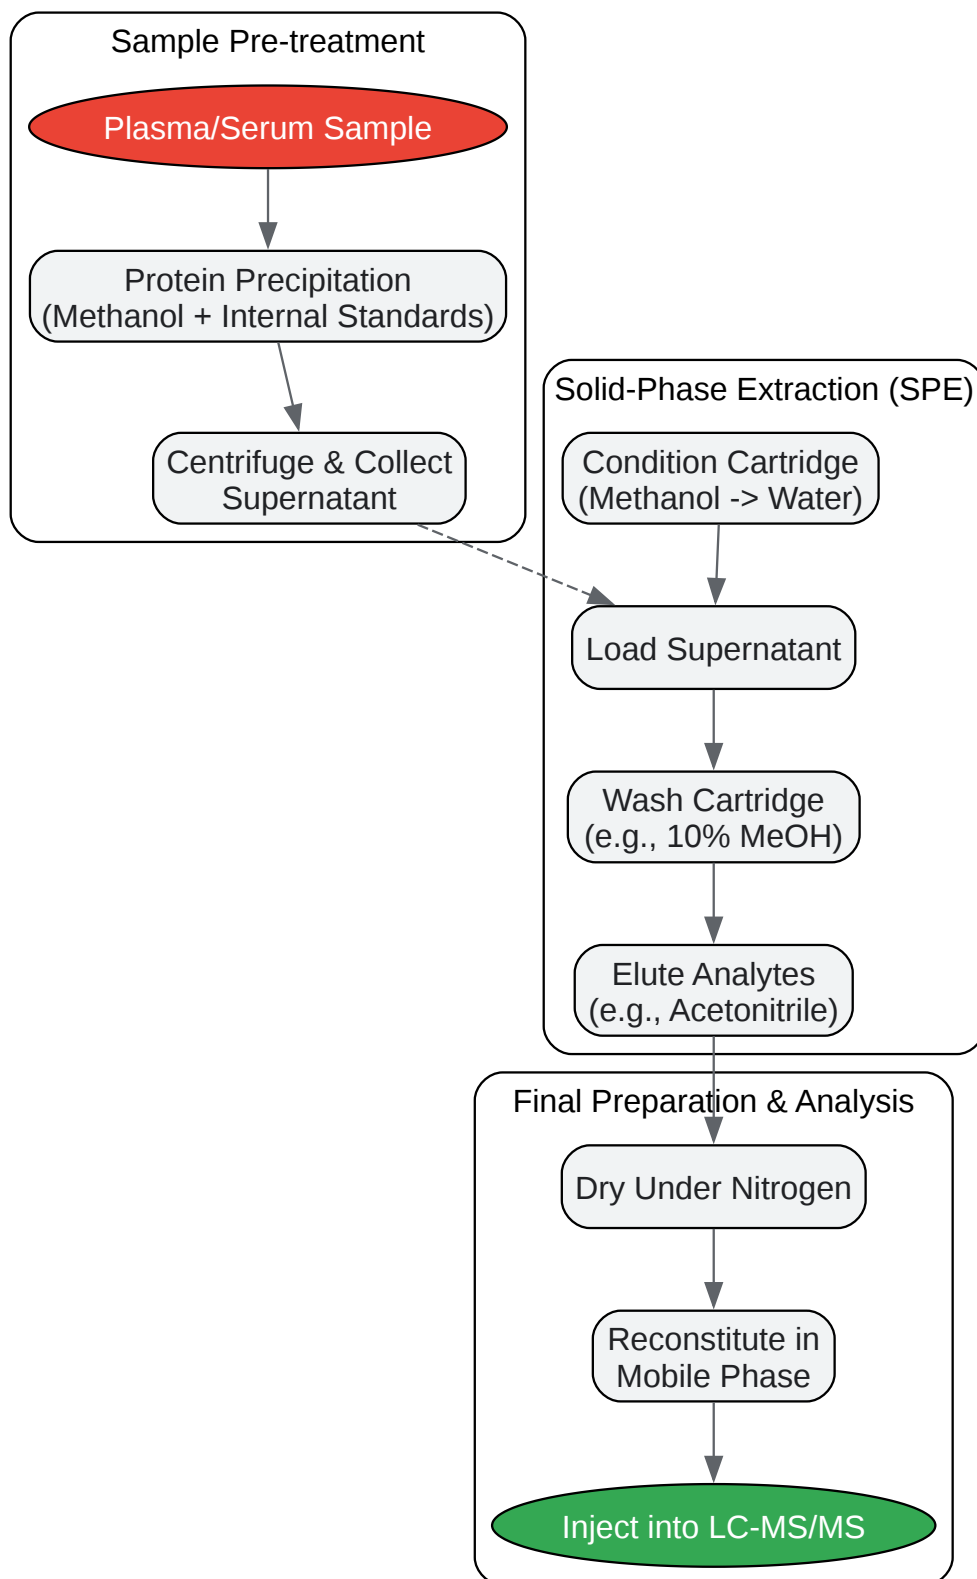 Sample Pre-treatment
Plasma/Serum Sample
Protein Precipitation
(Methanol + Internal Standards)
Centrifuge & Collect
Supernatant
Solid-Phase Extraction (SPE)
Condition Cartridge
(Methanol -> Water)
Load Supernatant
Wash Cartridge
(e.g., 10% MeOH)
Elute Analytes
(e.g., Acetonitrile)
Final Preparation & Analysis
Dry Under Nitrogen
Reconstitute in
Mobile Phase
Inject into LC-MS/MS